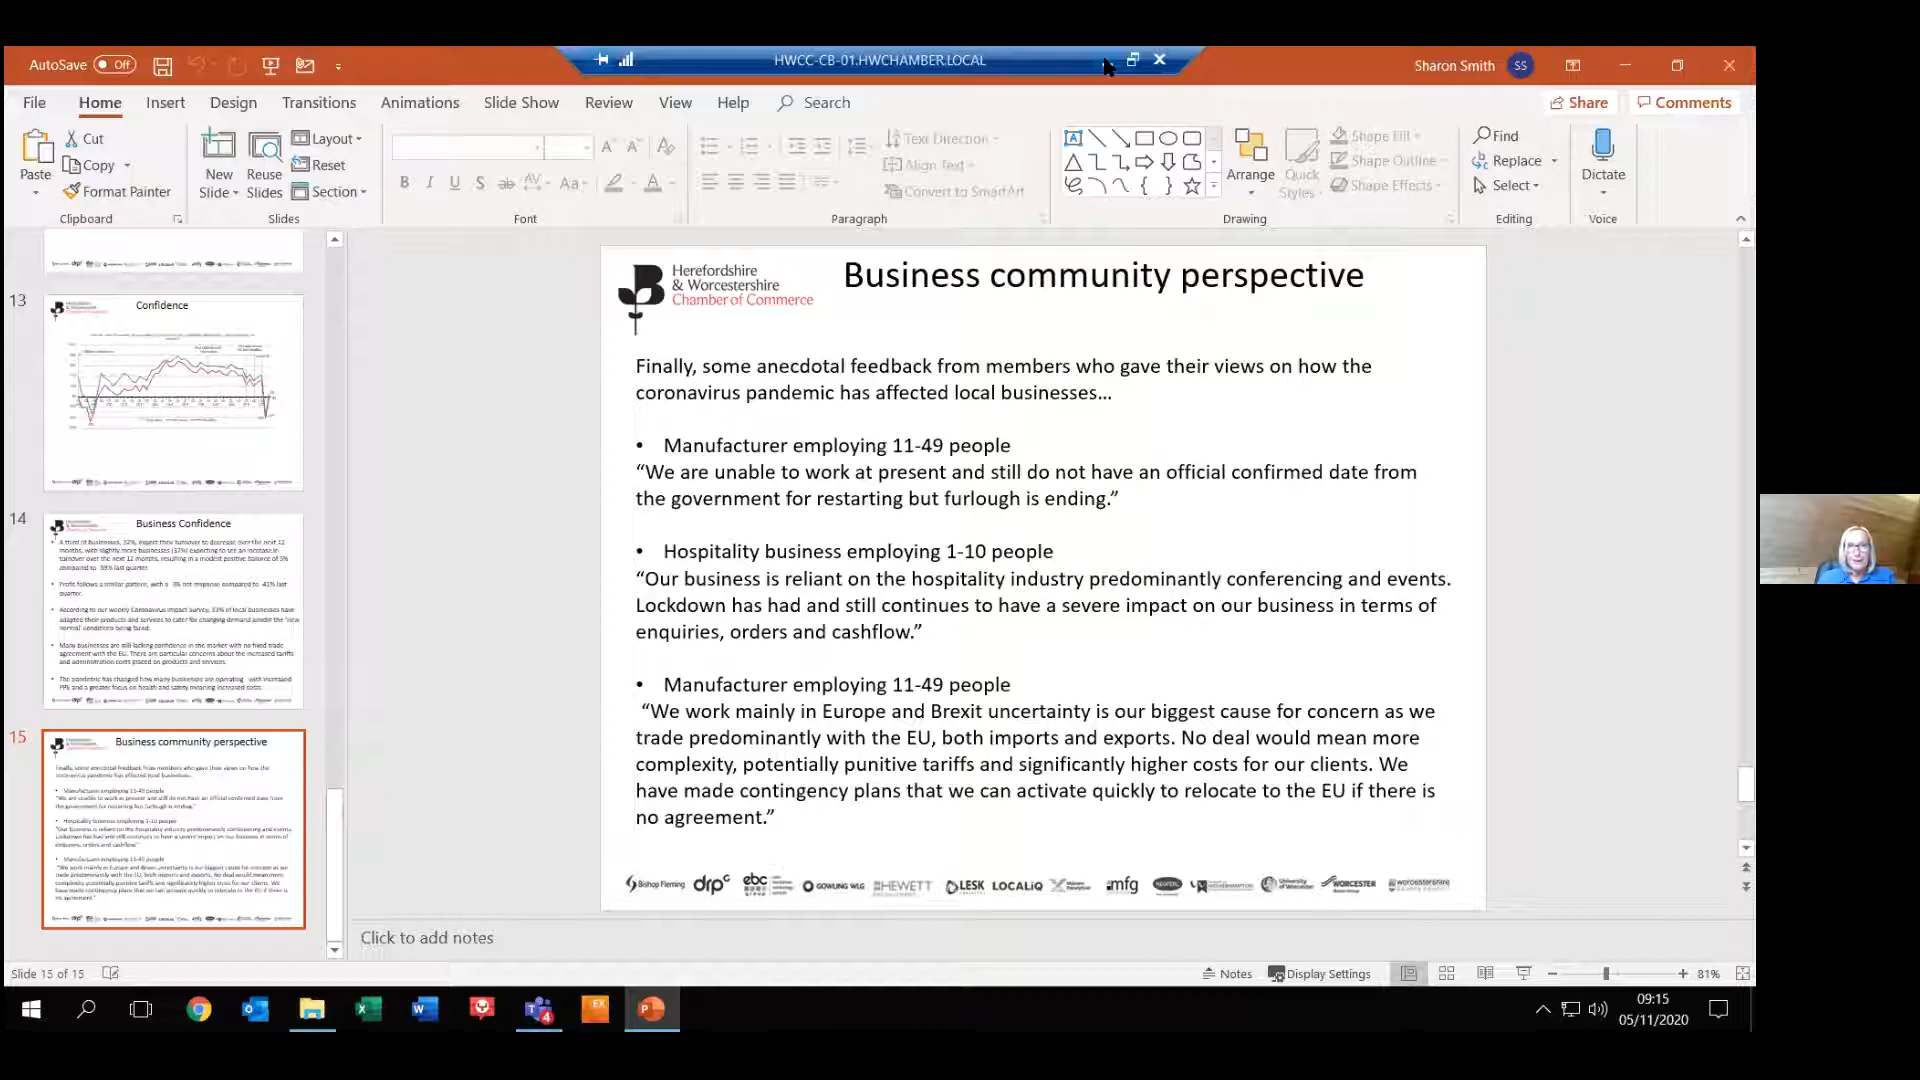 HWCC-CB-01.HWCHAMBER.LOCAL
AutoSave Off
Sharon Smith SS
File Home Insert Design Transitions Animations Slide Show Review View Help Search Share Comments
Paste
Cut
Copy
Format Painter
Clipboard
New Slide
Reuse Slides
Layout
Reset
Section
Slides
Font
Text Direction
Align Text
Convert to SmartArt
Paragraph
Arrange
Quick Styles
Shape Fill
Shape Outline
Shape Effects
Drawing
Find
Replace
Select
Editing
Dictate
Voice
13
Confidence
14
Business Confidence
15
Business community perspective
Herefordshire
& Worcestershire
Chamber of Commerce
Business community perspective
Finally, some anecdotal feedback from members who gave their views on how the
coronavirus pandemic has affected local businesses...
• Manufacturer employing 11-49 people
“We are unable to work at present and still do not have an official confirmed date from
the government for restarting but furlough is ending.”
• Hospitality business employing 1-10 people
“Our business is reliant on the hospitality industry predominantly conferencing and events.
Lockdown has had and still continues to have a severe impact on our business in terms of
enquiries, orders and cashflow.”
• Manufacturer employing 11-49 people
“We work mainly in Europe and Brexit uncertainty is our biggest cause for concern as we
trade predominantly with the EU, both imports and exports. No deal would mean more
complexity, potentially punitive tariffs and significantly higher costs for our clients. We
have made contingency plans that we can activate quickly to relocate to the EU if there is
no agreement.”
Bishop Fleming drp ebc GOWLING WLG HEWETT LESK LOCALiQ mfg WORCESTER
Click to add notes
Slide 15 of 15
Notes Display Settings 81%
09:15
05/11/2020